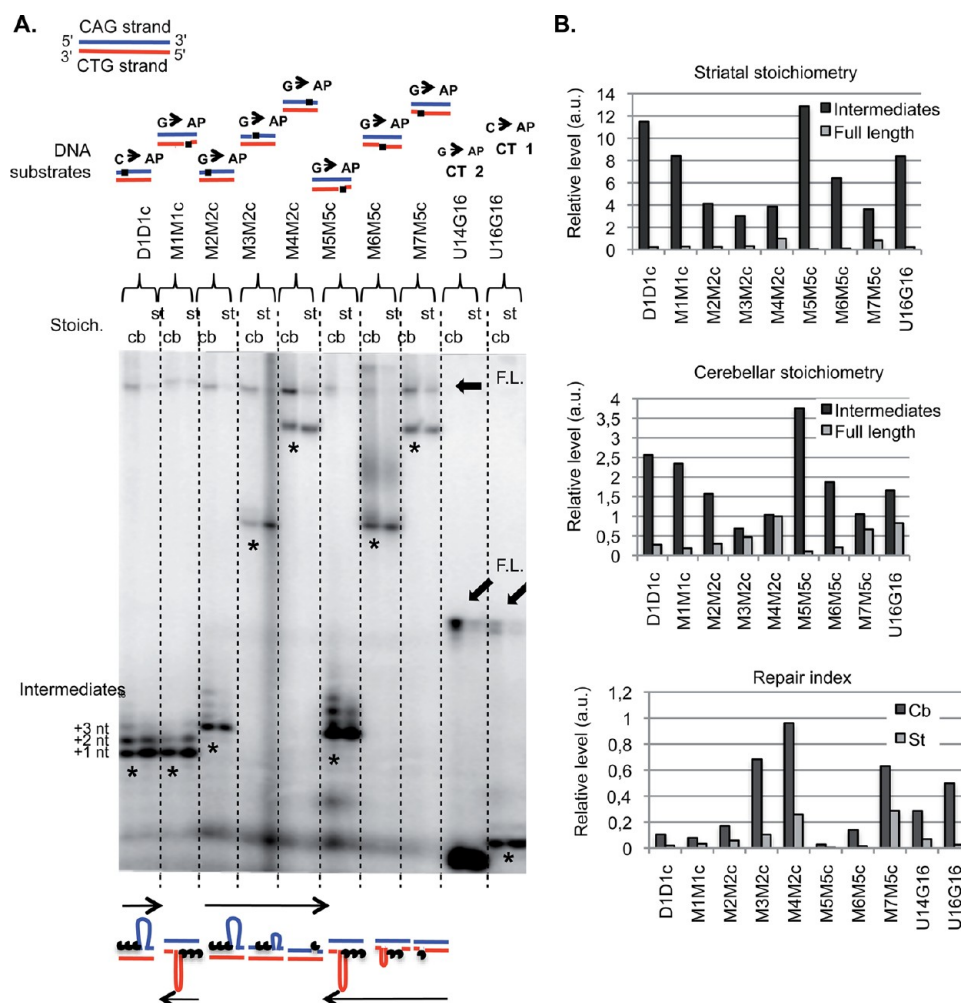 A.
CAG strand
5' 3'
3' 5'
CTG strand
G AP
G AP
G AP
G AP
G AP
C AP
G AP
CT 1
DNA
substrates
C AP
G AP
G AP
CT 2
D1D1c
M1M1c
M2M2c
M3M2c
M4M2c
M5M5c
M6M5c
M7M5c
U14G16
U16G16
Stoich.
st st st st st st st st st st
cb cb cb cb cb cb cb cb cb cb
F.L.
*
*
*
*
F.L.
Intermediates
+3 nt
+2 nt
+1 nt
*
*
*
*
*
B.
Striatal stoichiometry
Relative level (a.u.)
14
12
10
8
6
4
2
0
Intermediates
Full length
D1D1c
M1M1c
M2M2c
M3M2c
M4M2c
M5M5c
M6M5c
M7M5c
U16G16
Cerebellar stoichiometry
Relative level (a.u.)
4
3,5
3
2,5
2
1,5
1
0,5
0
Intermediates
Full length
D1D1c
M1M1c
M2M2c
M3M2c
M4M2c
M5M5c
M6M5c
M7M5c
U16G16
Repair index
Relative level (a.u.)
1,2
1
0,8
0,6
0,4
0,2
0
Cb
St
D1D1c
M1M1c
M2M2c
M3M2c
M4M2c
M5M5c
M6M5c
M7M5c
U14G16
U16G16